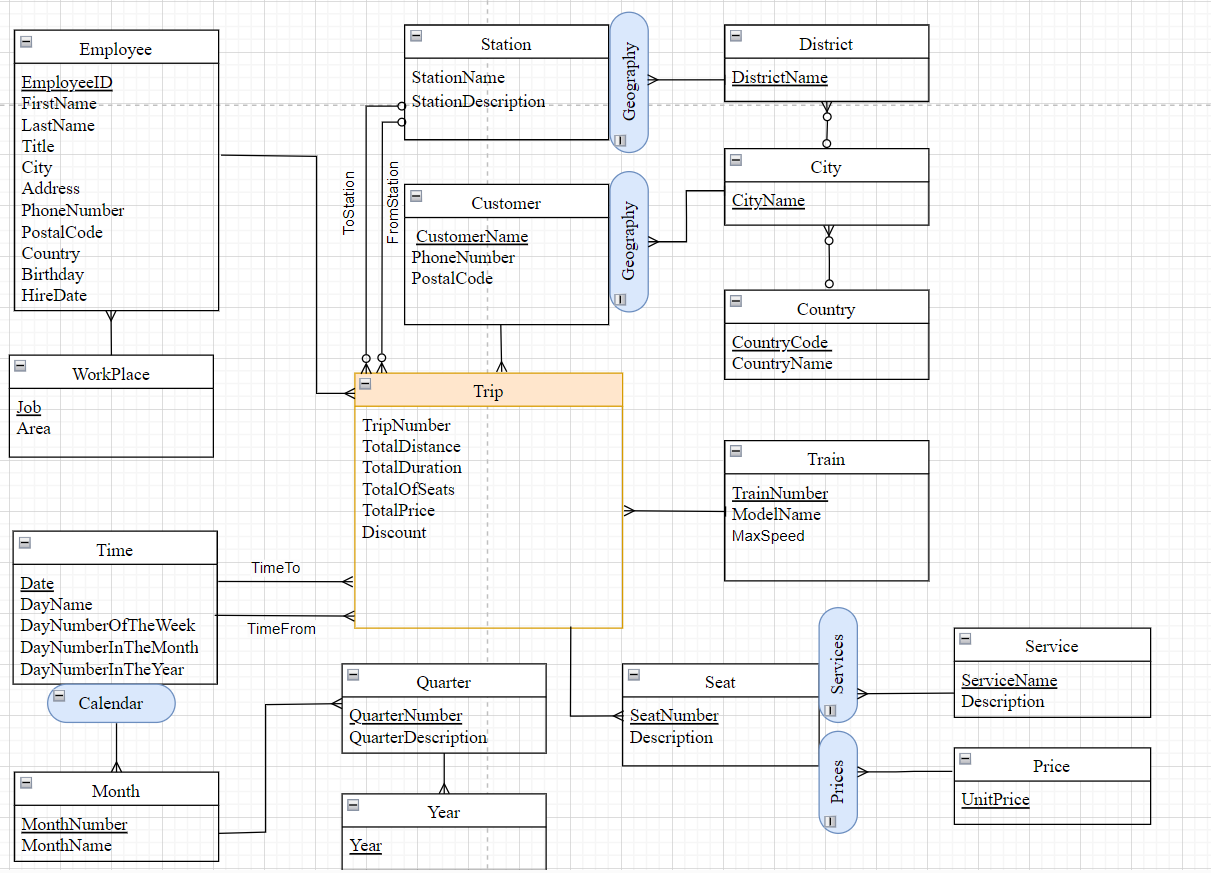 Employee
EmployeeID
FirstName
LastName
Title
City
Address
PhoneNumber
PostalCode
Country
Birthday
HireDate
WorkPlace
Job
Area
Station
StationName
StationDescription
Geography
District
DistrictName
City
CityName
Country
CountryCode
CountryName
ToStation
FromStation
Customer
CustomerName
PhoneNumber
PostalCode
Geography
Trip
TripNumber
TotalDistance
TotalDuration
TotalOfSeats
TotalPrice
Discount
Train
TrainNumber
ModelName
MaxSpeed
Time
Date
DayName
DayNumberOfTheWeek
DayNumberInTheMonth
DayNumberInTheYear
Calendar
TimeTo
TimeFrom
Month
MonthNumber
MonthName
Quarter
QuarterNumber
QuarterDescription
Year
Year
Seat
SeatNumber
Description
Services
Prices
Service
ServiceName
Description
Price
UnitPrice